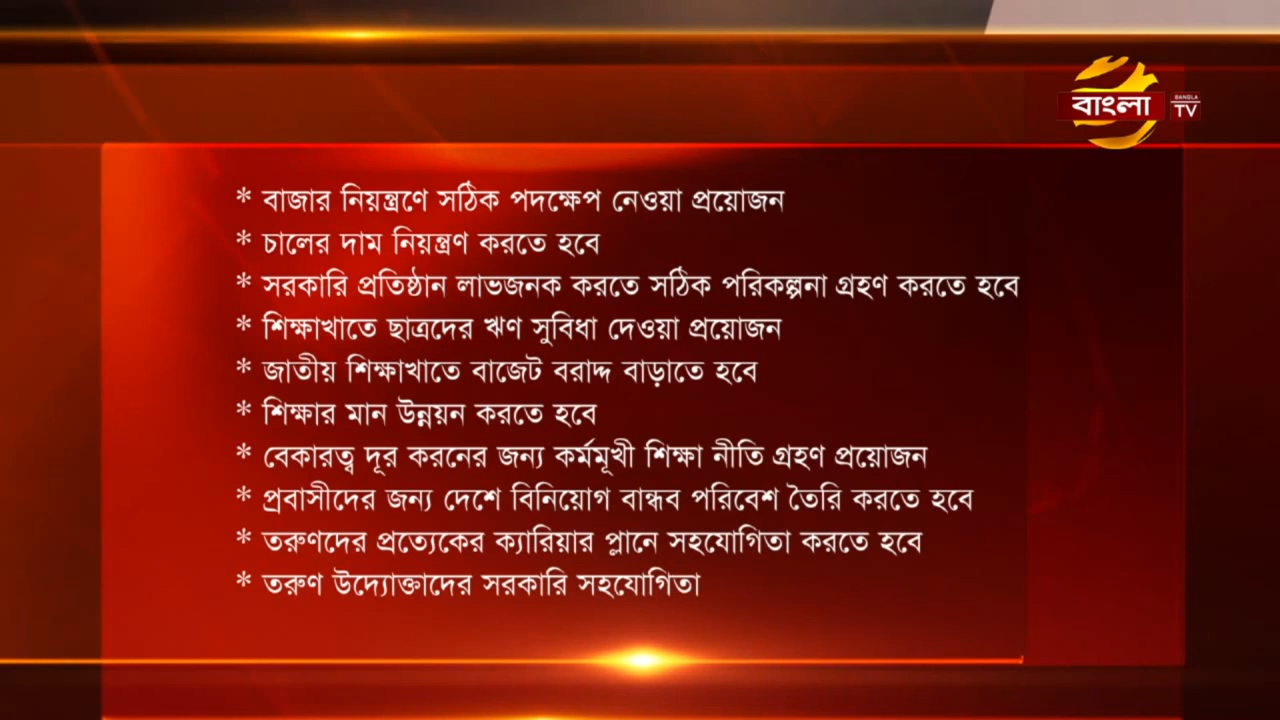 বাংলা
BANGLA
TV
* বাজার নিয়ন্ত্রণে সঠিক পদক্ষেপ নেওয়া প্রয়োজন
* চালের দাম নিয়ন্ত্রণ করতে হবে
* সরকারি প্রতিষ্ঠান লাভজনক করতে সঠিক পরিকল্পনা গ্রহণ করতে হবে
* শিক্ষাখাতে ছাত্রদের ঋণ সুবিধা দেওয়া প্রয়োজন
* জাতীয় শিক্ষাখাতে বাজেট বরাদ্দ বাড়াতে হবে
* শিক্ষার মান উন্নয়ন করতে হবে
* বেকারত্ব দূর করনের জন্য কর্মমূখী শিক্ষা নীতি গ্রহণ প্রয়োজন
* প্রবাসীদের জন্য দেশে বিনিয়োগ বান্ধব পরিবেশ তৈরি করতে হবে
* তরুণদের প্রত্যেকের ক্যারিয়ার প্লানে সহযোগিতা করতে হবে
* তরুণ উদ্যোক্তাদের সরকারি সহযোগিতা